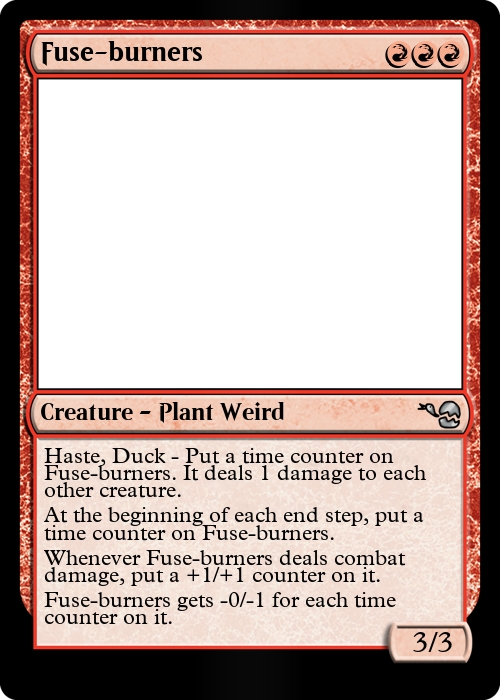 Fuse-burners
Creature - Plant Weird
Haste, Duck - Put a time counter on
Fuse-burners. It deals 1 damage to each
other creature.
At the beginning of each end step, put a
time counter on Fuse-burners.
Whenever Fuse-burners deals combat
damage, put a +1/+1 counter on it.
Fuse-burners gets -0/-1 for each time
counter on it.
3/3